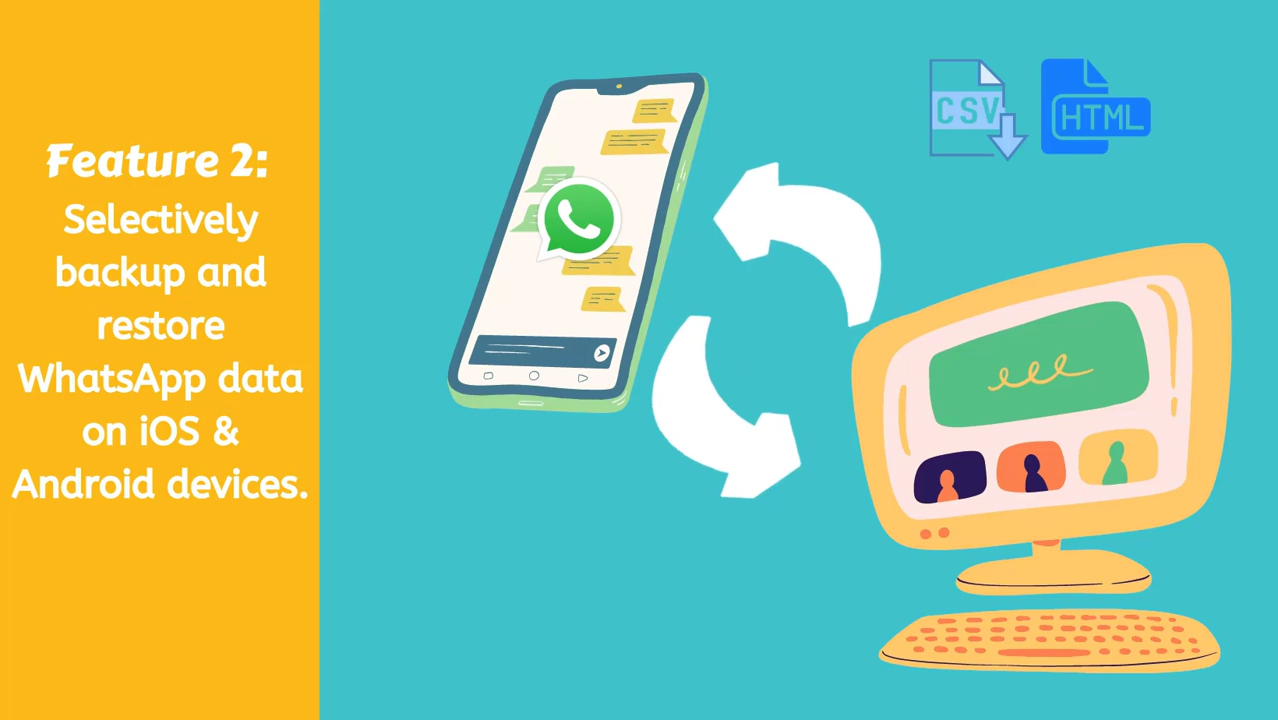 Feature 2:
Selectively
backup and
restore
WhatsApp data
on iOS &
Android devices.
CSV
HTML